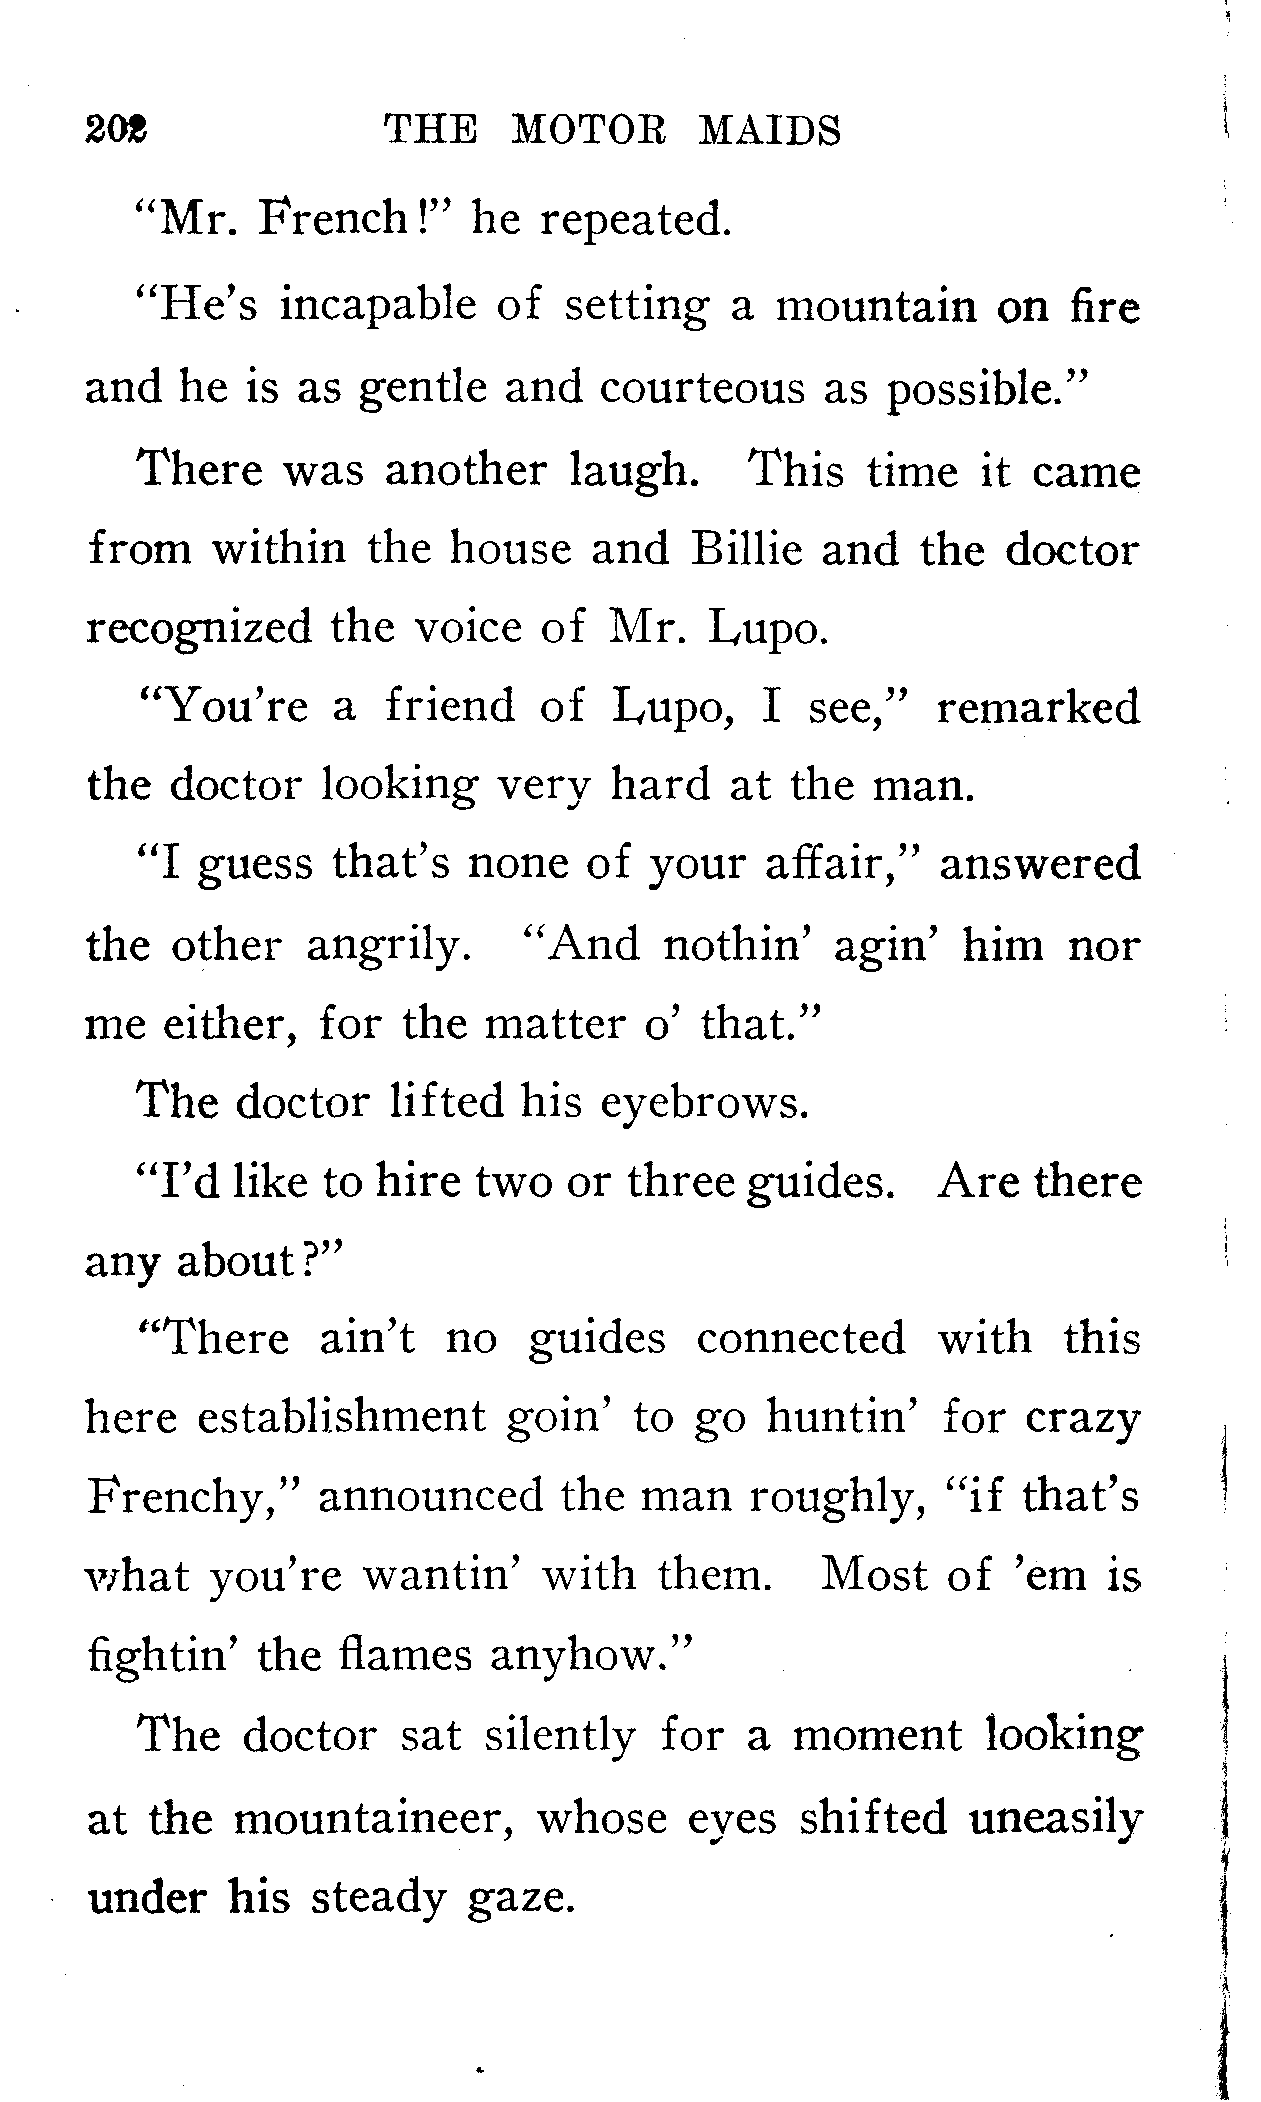 202 THE MOTOR MAIDS
“Mr. French!” he repeated.
“He’s incapable of setting a mountain on fire
and he is as gentle and courteous as possible.”
There was another laugh. This time it came
from within the house and Billie and the doctor
recognized the voice of Mr. Lupo.
“You’re a friend of Lupo, I see,” remarked
the doctor looking very hard at the man.
“I guess that’s none of your affair,” answered
the other angrily. “And nothin’ agin’ him nor
me either, for the matter o’ that.”
The doctor lifted his eyebrows.
“I’d like to hire two or three guides. Are there
any about?”
“There ain’t no guides connected with this
here establishment goin’ to go huntin’ for crazy
Frenchy,” announced the man roughly, “if that’s
what you’re wantin’ with them. Most of ’em is
fightin’ the flames anyhow.”
The doctor sat silently for a moment looking
at the mountaineer, whose eyes shifted uneasily
under his steady gaze.